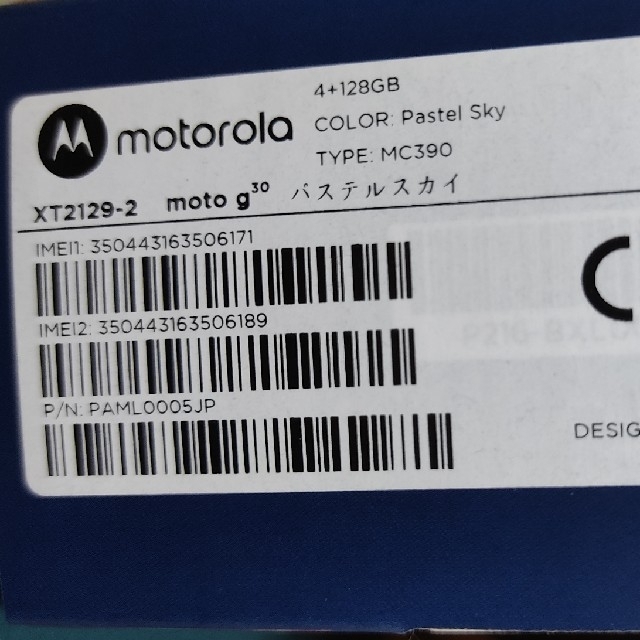 4+128GB
motorola
COLOR: Pastel Sky
TYPE: MC390
XT2129-2 moto g30 パステルスカイ
IMEI1: 350443163506171
IMEI2: 350443163506189
P/N: PAML0005JP
DESIG